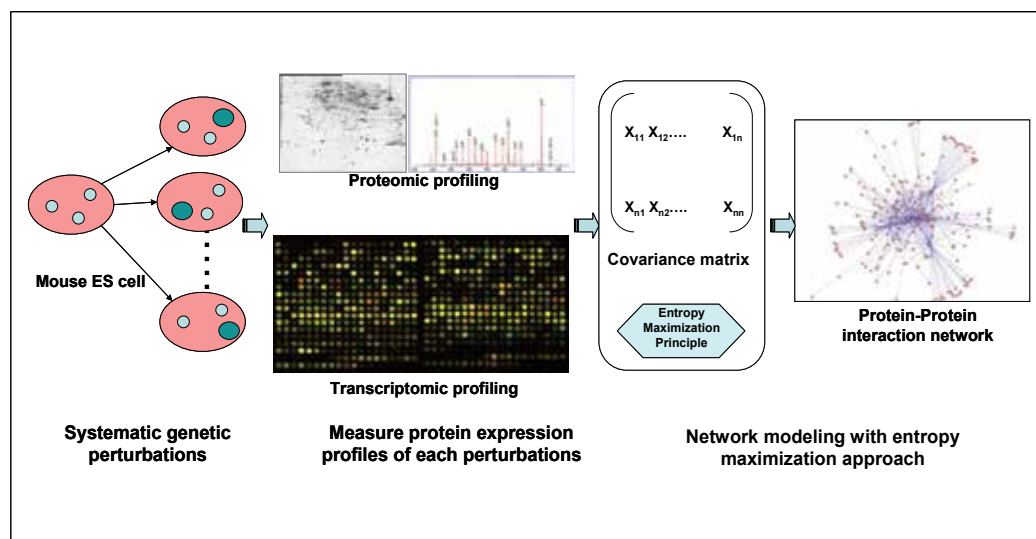 Mouse ES cell
Systematic genetic
perturbations
Proteomic profiling
Transcriptomic profiling
Measure protein expression
profiles of each perturbations
X11 X12.... X1n
Xn1 Xn2.... Xnn
Covariance matrix
Entropy
Maximization
Principle
Network modeling with entropy
maximization approach
Protein-Protein
interaction network